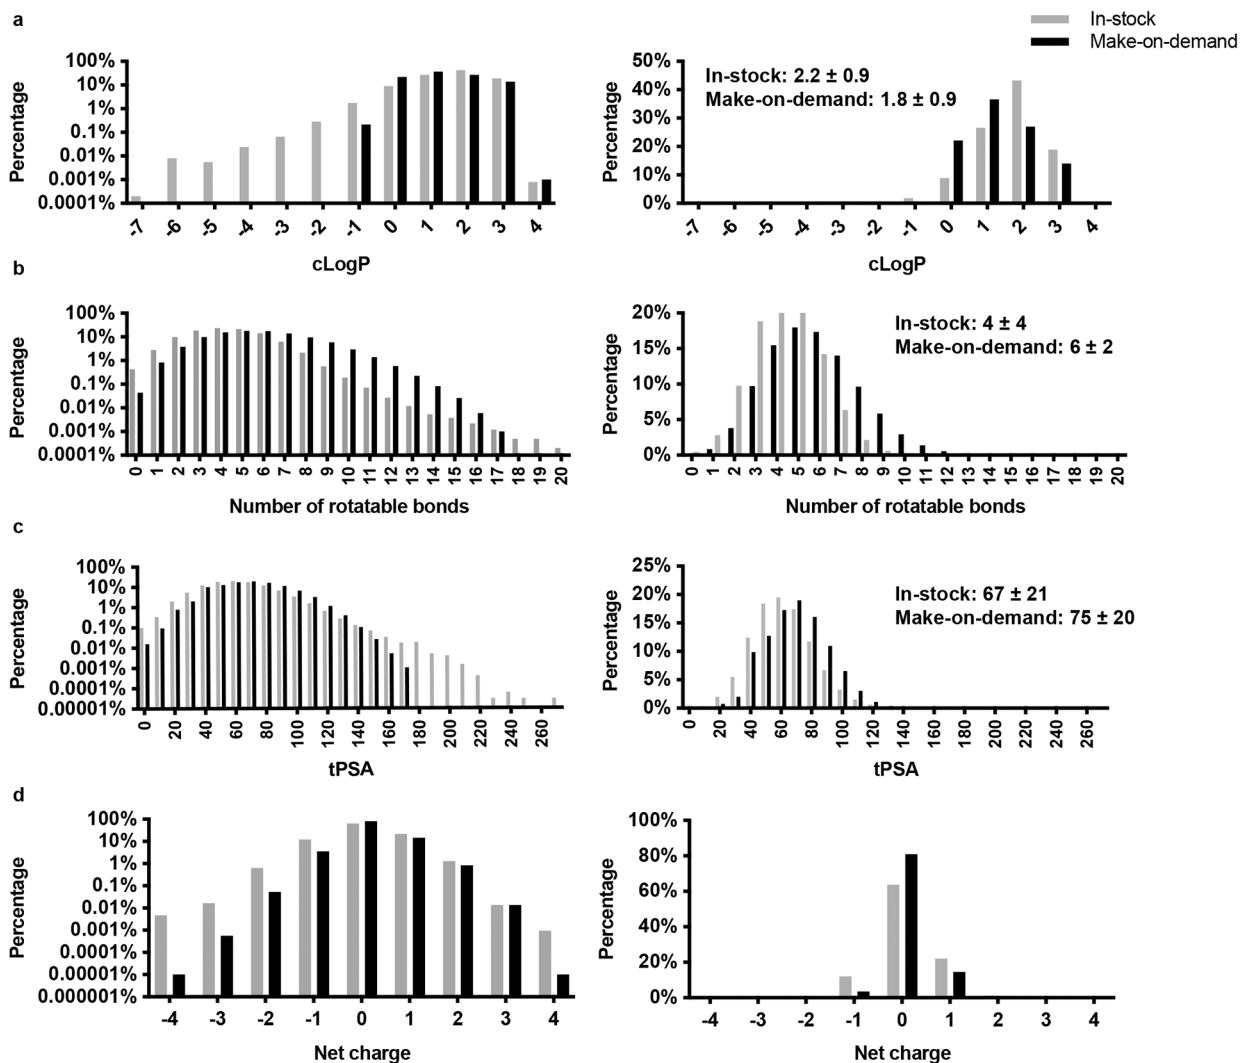 a
In-stock
Make-on-demand
Percentage
100%
10%
1%
0.1%
0.01%
0.001%
0.0001%
-7 -6 -5 -4 -3 -2 -1 0 1 2 3 4
cLogP
Percentage
50%
40%
30%
20%
10%
0%
In-stock: 2.2 ± 0.9
Make-on-demand: 1.8 ± 0.9
-7 -6 -5 -4 -3 -2 -1 0 1 2 3 4
cLogP
b
Percentage
100%
10%
1%
0.1%
0.01%
0.001%
0.0001%
0 1 2 3 4 5 6 7 8 9 10 11 12 13 14 15 16 17 18 19 20
Number of rotatable bonds
Percentage
20%
15%
10%
5%
0%
In-stock: 4 ± 4
Make-on-demand: 6 ± 2
0 1 2 3 4 5 6 7 8 9 10 11 12 13 14 15 16 17 18 19 20
Number of rotatable bonds
c
Percentage
100%
10%
1%
0.1%
0.01%
0.001%
0.0001%
0.00001%
0 20 40 60 80 100 120 140 160 180 200 220 240 260
tPSA
Percentage
25%
20%
15%
10%
5%
0%
In-stock: 67 ± 21
Make-on-demand: 75 ± 20
0 20 40 60 80 100 120 140 160 180 200 220 240 260
tPSA
d
Percentage
100%
10%
1%
0.1%
0.01%
0.001%
0.0001%
0.00001%
0.000001%
-4 -3 -2 -1 0 1 2 3 4
Net charge
Percentage
100%
80%
60%
40%
20%
0%
-4 -3 -2 -1 0 1 2 3 4
Net charge